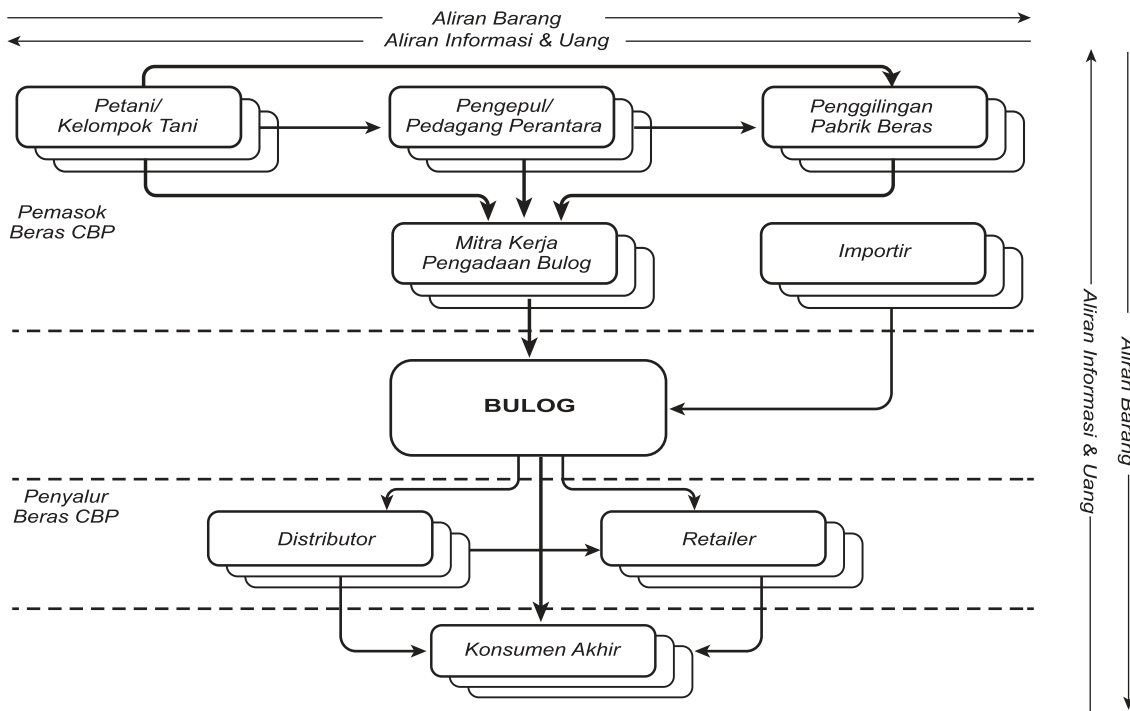 Aliran Barang
Aliran Informasi & Uang
Petani/
Kelompok Tani
Pengepul/
Pedagang Perantara
Penggilingan
Pabrik Beras
Pemasok
Beras CBP
Mitra Kerja
Pengadaan Bulog
Importir
BULOG
Penyalur
Beras CBP
Distributor
Retailer
Konsumen Akhir
Aliran Informasi & Uang
Aliran Barang